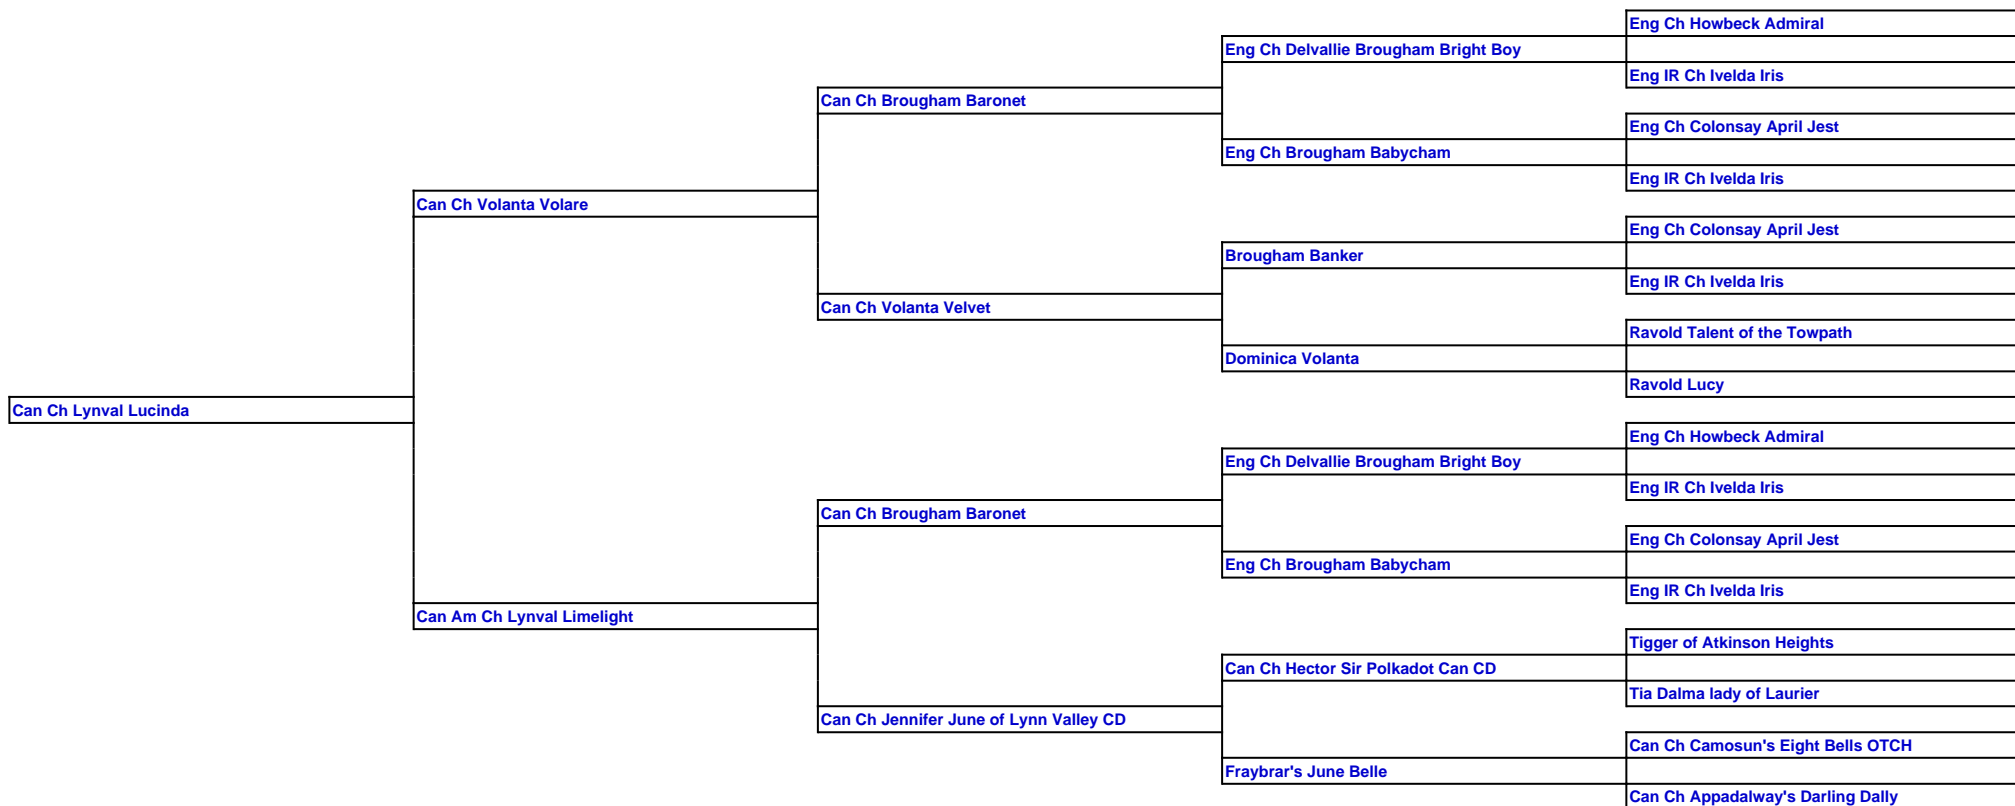 Eng Ch Howbeck Admiral
Eng Ch Delvallie Brougham Bright Boy
Eng IR Ch Ivelda Iris
Can Ch Brougham Baronet
Eng Ch Colonsay April Jest
Eng Ch Brougham Babycham
Eng IR Ch Ivelda Iris
Can Ch Volanta Volare
Eng Ch Colonsay April Jest
Brougham Banker
Eng IR Ch Ivelda Iris
Can Ch Volanta Velvet
Ravold Talent of the Towpath
Dominica Volanta
Ravold Lucy
Can Ch Lynval Lucinda
Eng Ch Howbeck Admiral
Eng Ch Delvallie Brougham Bright Boy
Eng IR Ch Ivelda Iris
Can Ch Brougham Baronet
Eng Ch Colonsay April Jest
Eng Ch Brougham Babycham
Eng IR Ch Ivelda Iris
Can Am Ch Lynval Limelight
Tigger of Atkinson Heights
Can Ch Hector Sir Polkadot Can CD
Tia Dalma lady of Laurier
Can Ch Jennifer June of Lynn Valley CD
Can Ch Camosun's Eight Bells OTCH
Fraybrar's June Belle
Can Ch Appadalway's Darling Dally